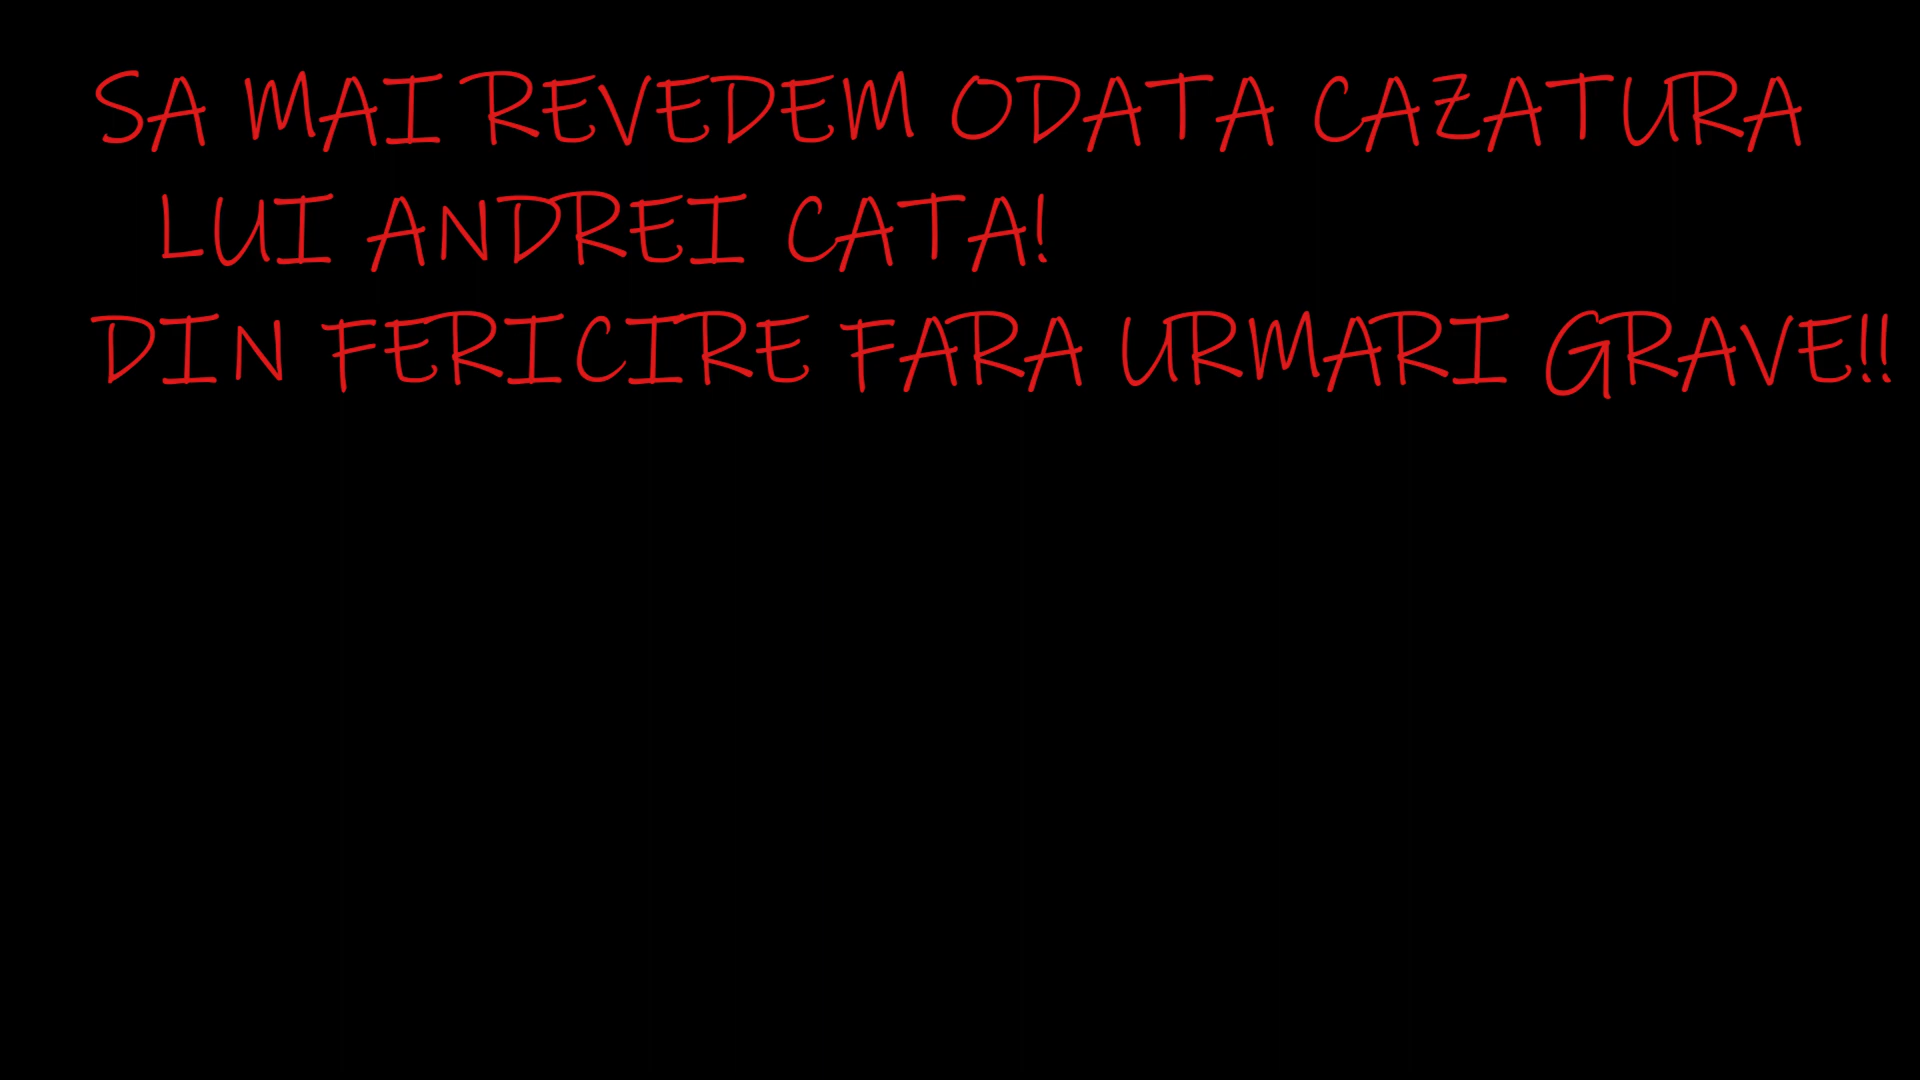 SA MAI REVEDEM ODATA CAZATURA
LUI ANDREI CATA!
DIN FERICIRE FARA URMARI GRAVE!!